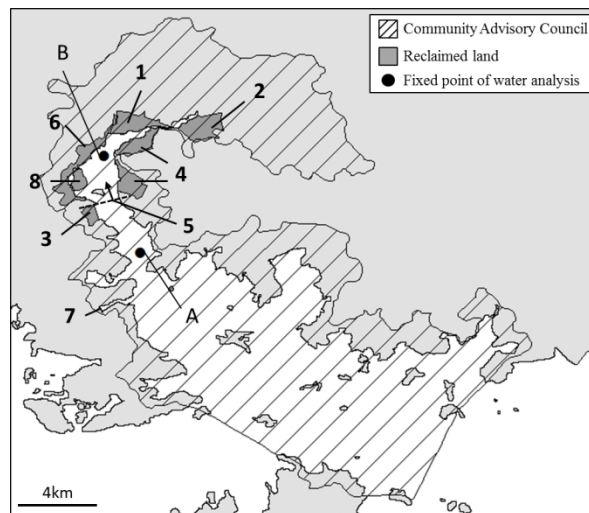 Community Advisory Council
Reclaimed land
Fixed point of water analysis
B
1
2
6
4
8
5
3
A
7
4km